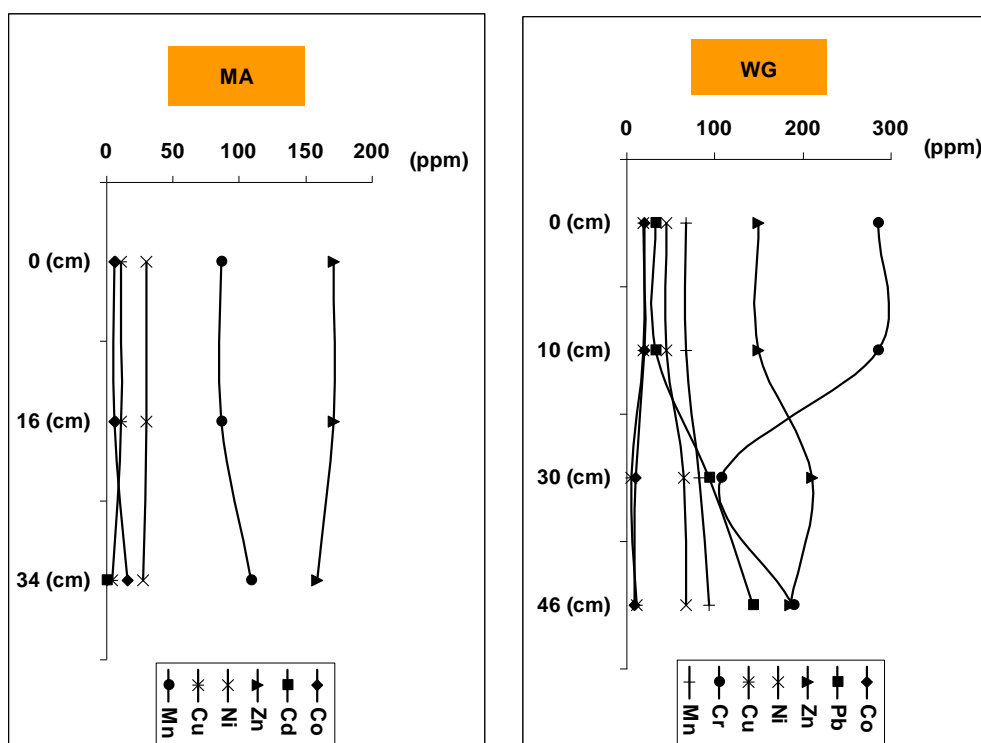 MA
0 50 100 150 200 (ppm)
0 (cm)
16 (cm)
34 (cm)
Mn
Cu
Ni
Zn
Cd
Co
WG
0 100 200 300
(ppm)
0 (cm)
10 (cm)
30 (cm)
46 (cm)
Mn
Cr
Cu
Ni
Zn
Pb
Co